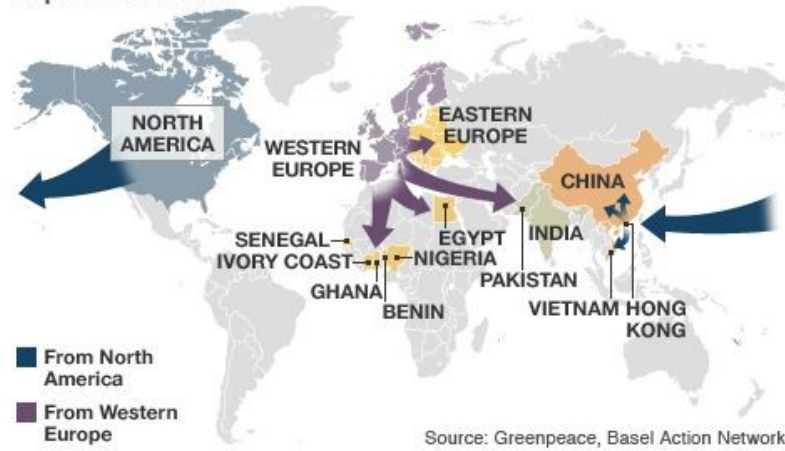 NORTH
AMERICA
WESTERN
EUROPE
EASTERN
EUROPE
CHINA
SENEGAL
IVORY COAST
GHANA
BENIN
EGYPT
NIGERIA
INDIA
PAKISTAN
VIETNAM
HONG
KONG
From North
America
From Western
Europe
Source: Greenpeace, Basel Action Network